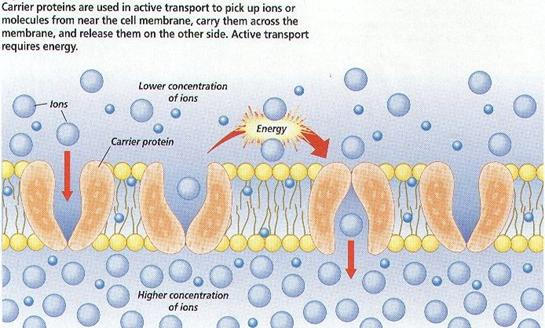 Carrier proteins are used in active transport to pick up ions or
molecules from near the cell membrane, carry them across the
membrane, and release them on the other side. Active transport
requires energy.
Lower concentration
of ions
Ions
Energy
Carrier protein
Higher concentration
of ions